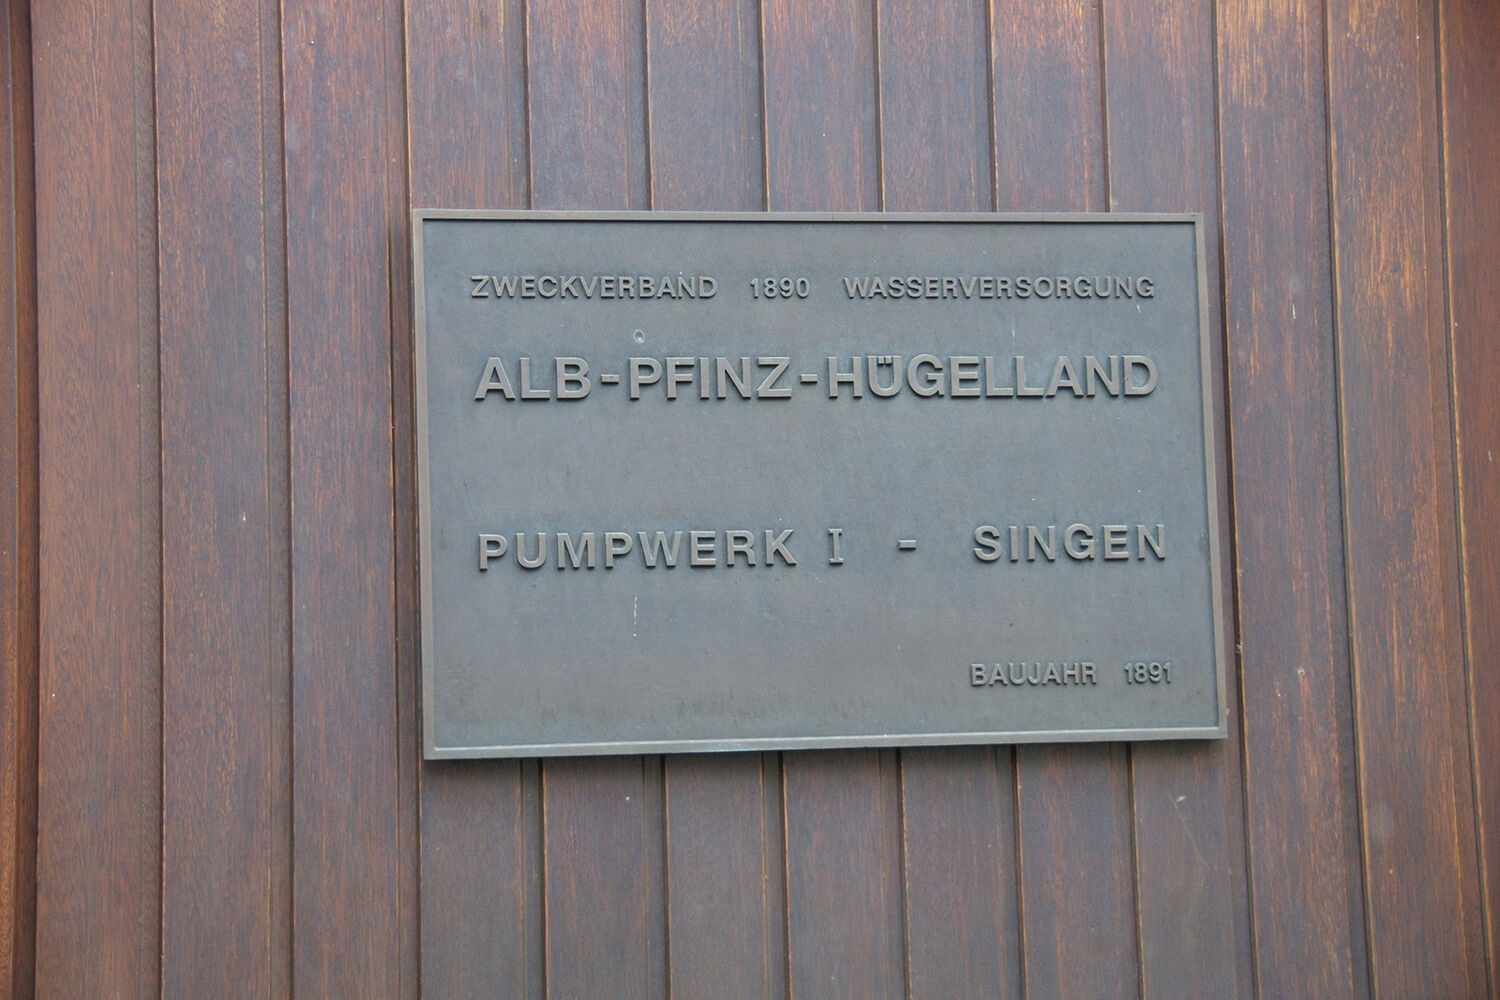 ZWECKVERBAND 1890 WASSERVERSORGUNG
ALB-PFINZ-HÜGELLAND
PUMPWERK I - SINGEN
BAUJAHR 1891